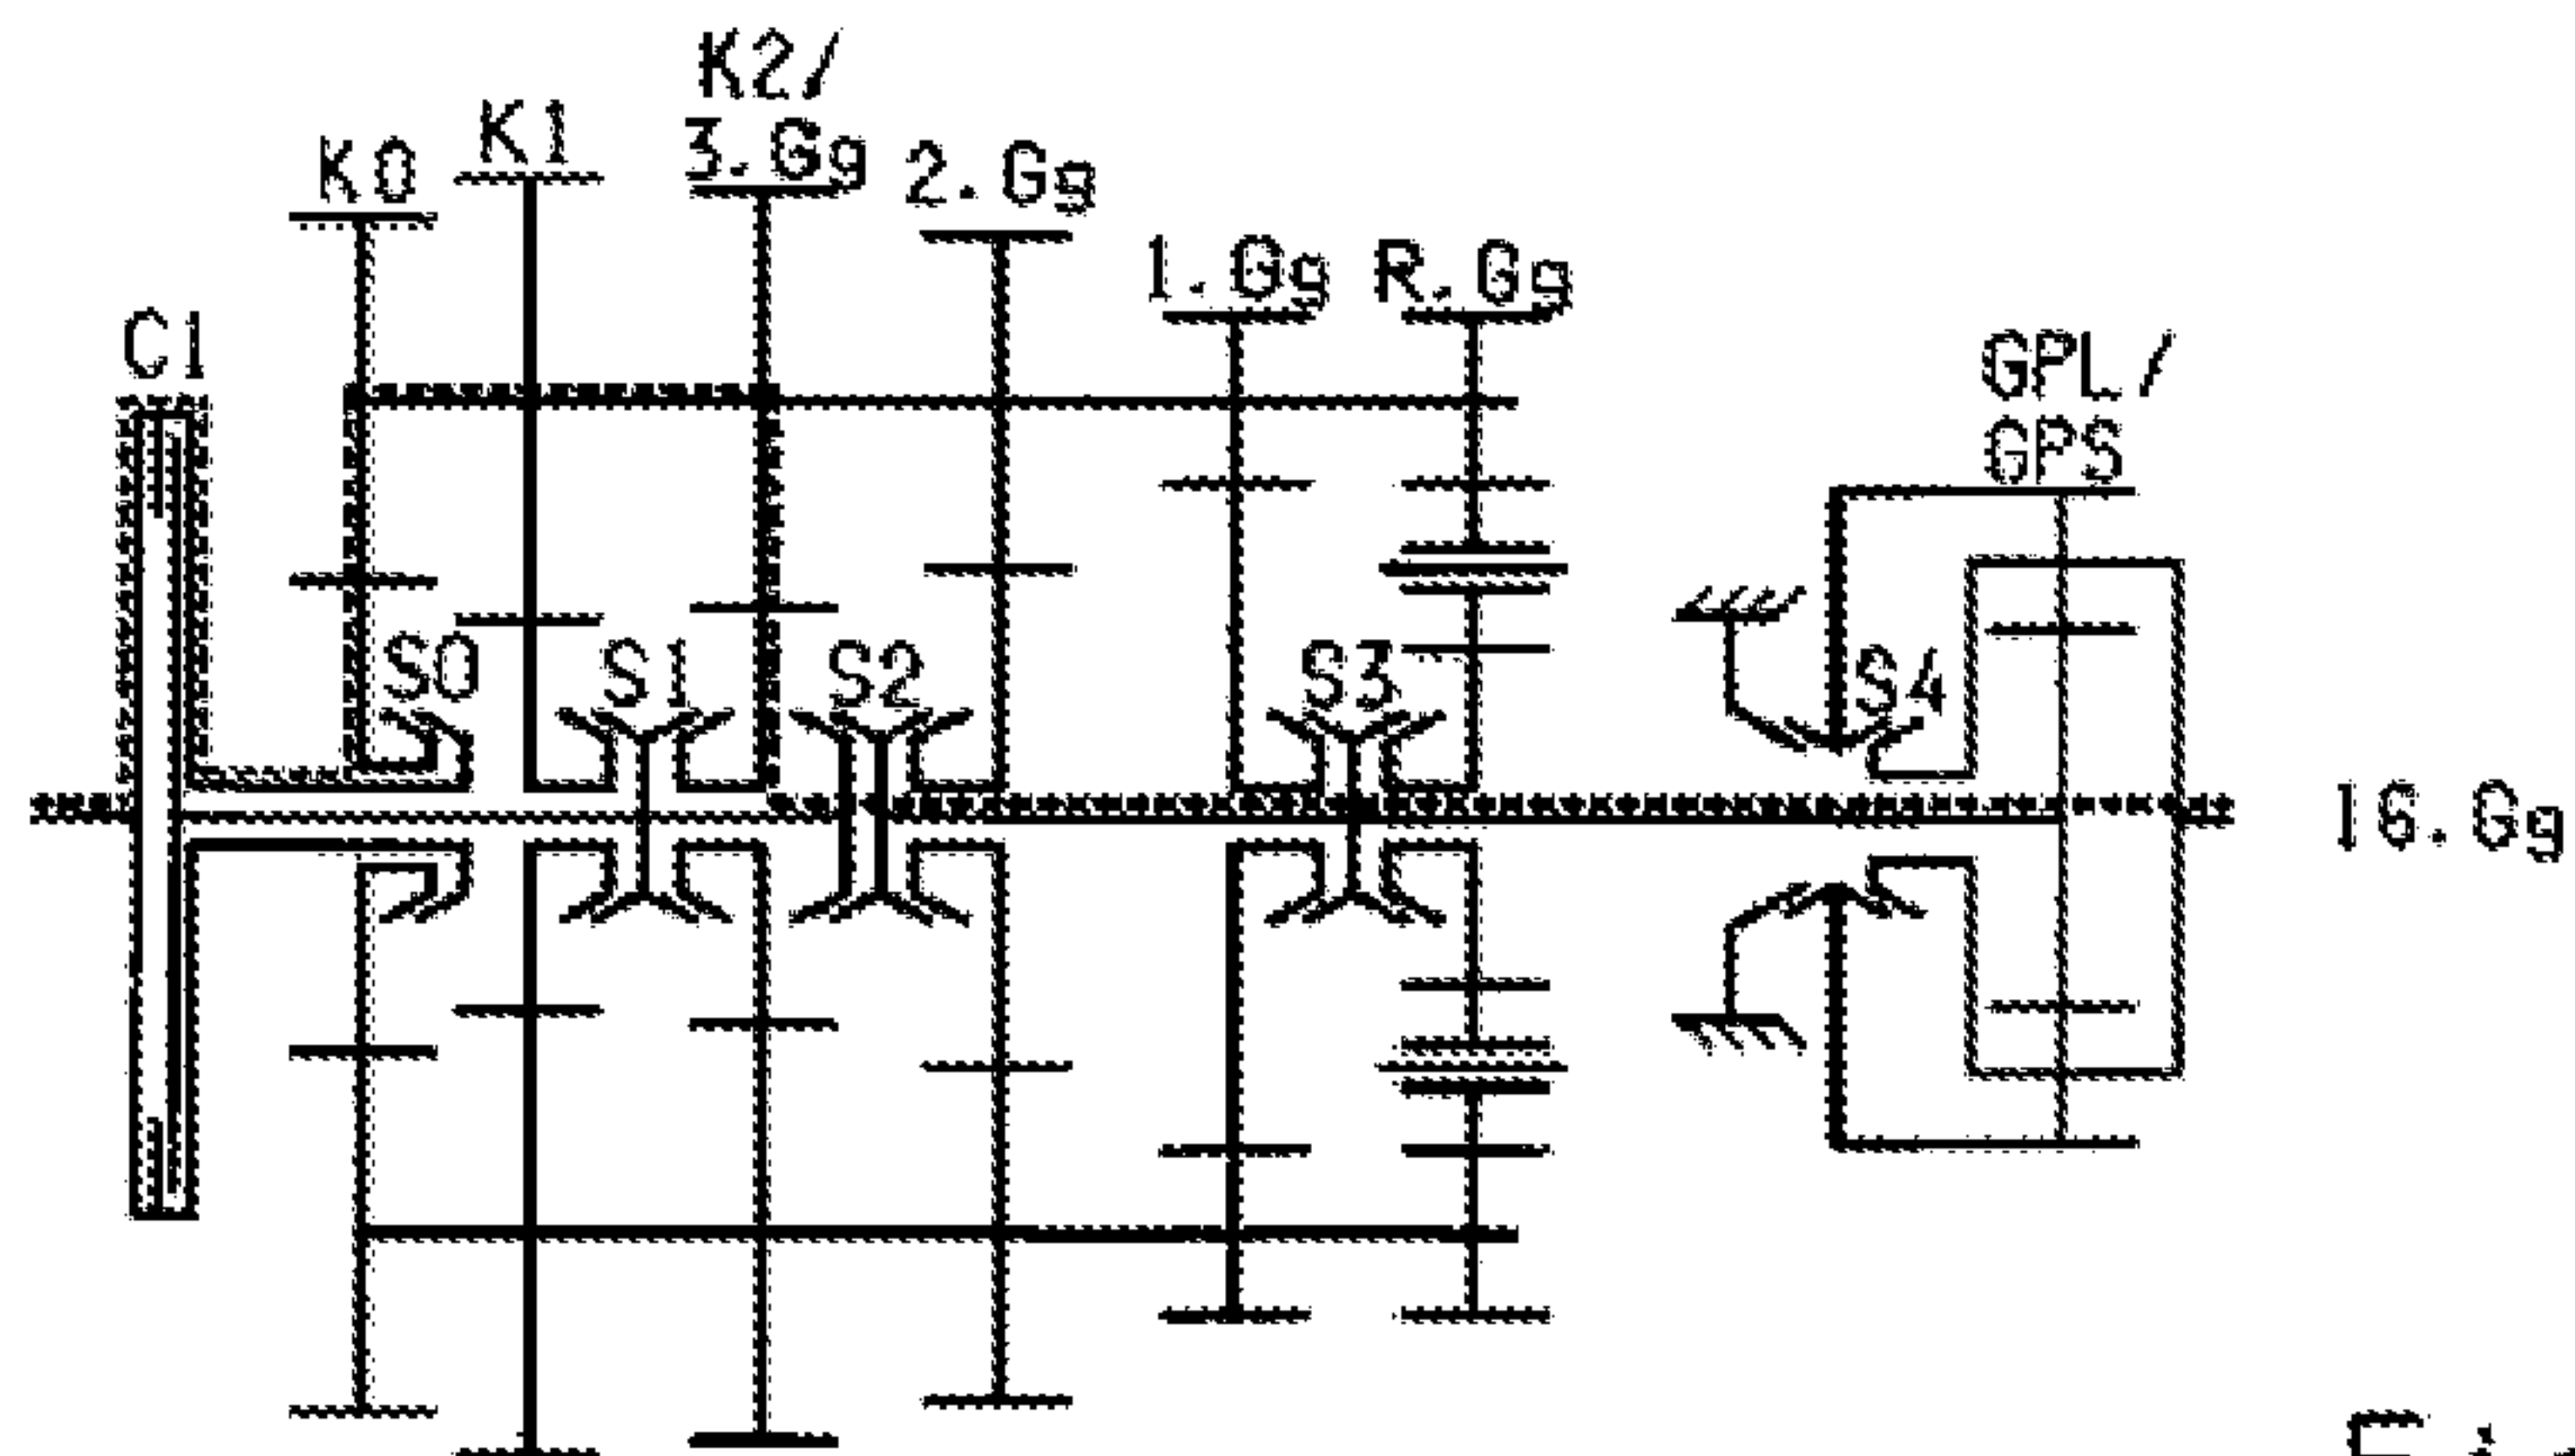 K2/
K0 K1 3.Gg 2.Gg
1.Gg R.Gg
C1
GPL/
GPS
S0 S1 S2 S3 S4
16.Gg